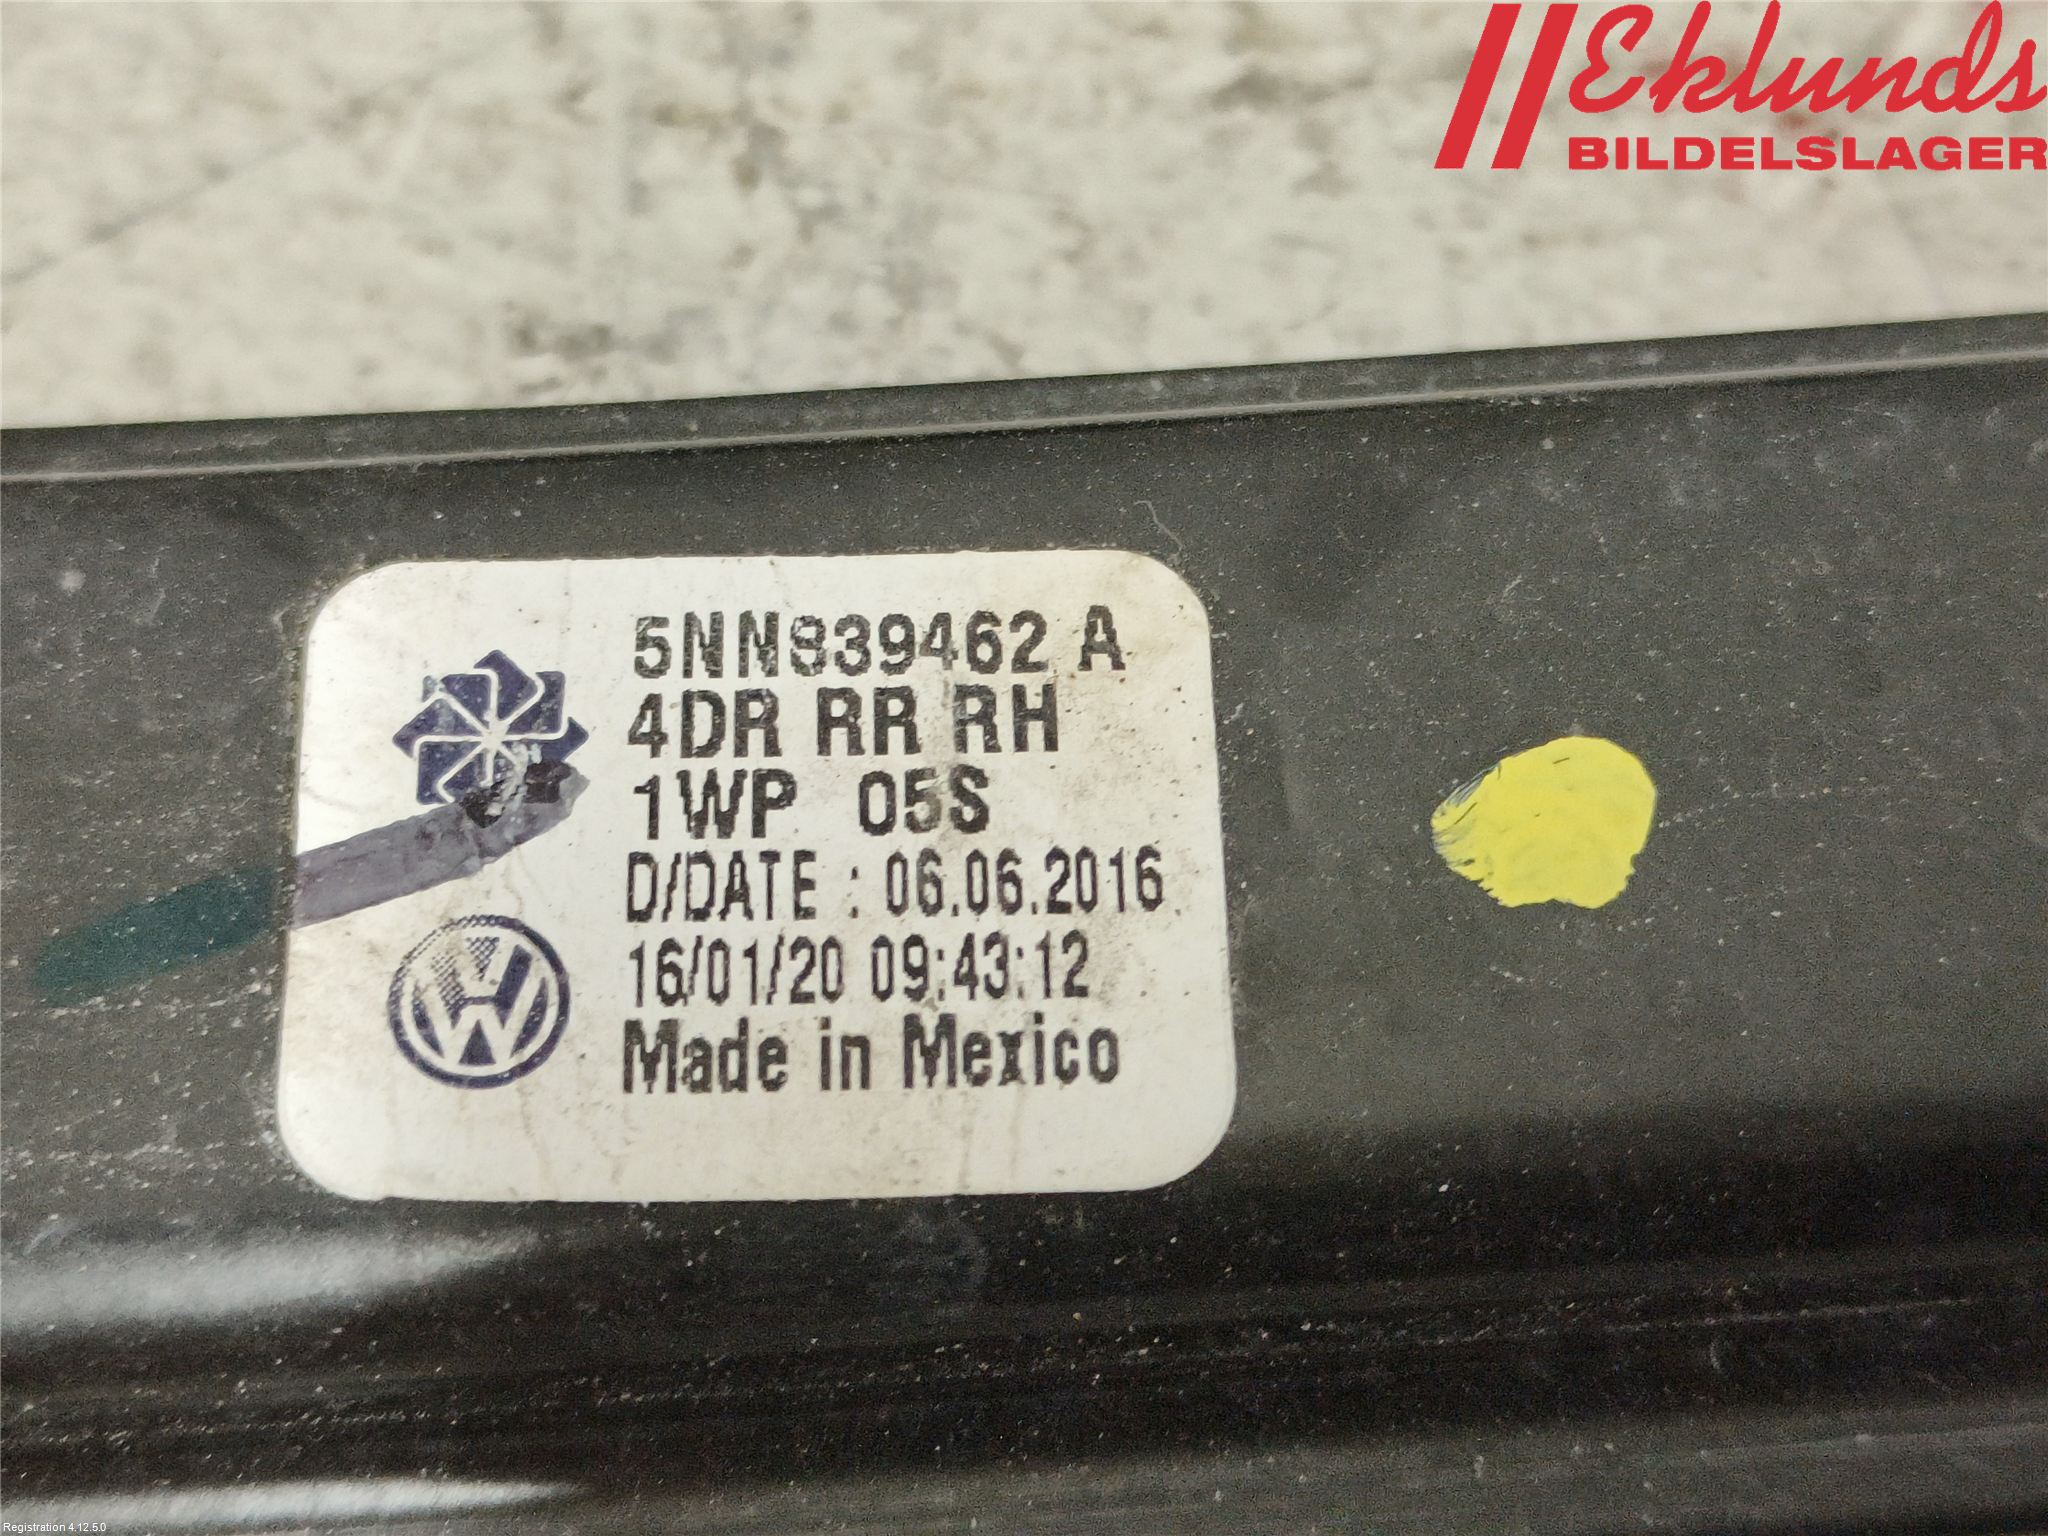 Eklunds
BILDELSLAGER
5NN839462 A
4DR RR RH
1WP 05S
D/DATE : 06.06.2016
16/01/20 09:43:12
Made in Mexico
Registration 4.12.5.0